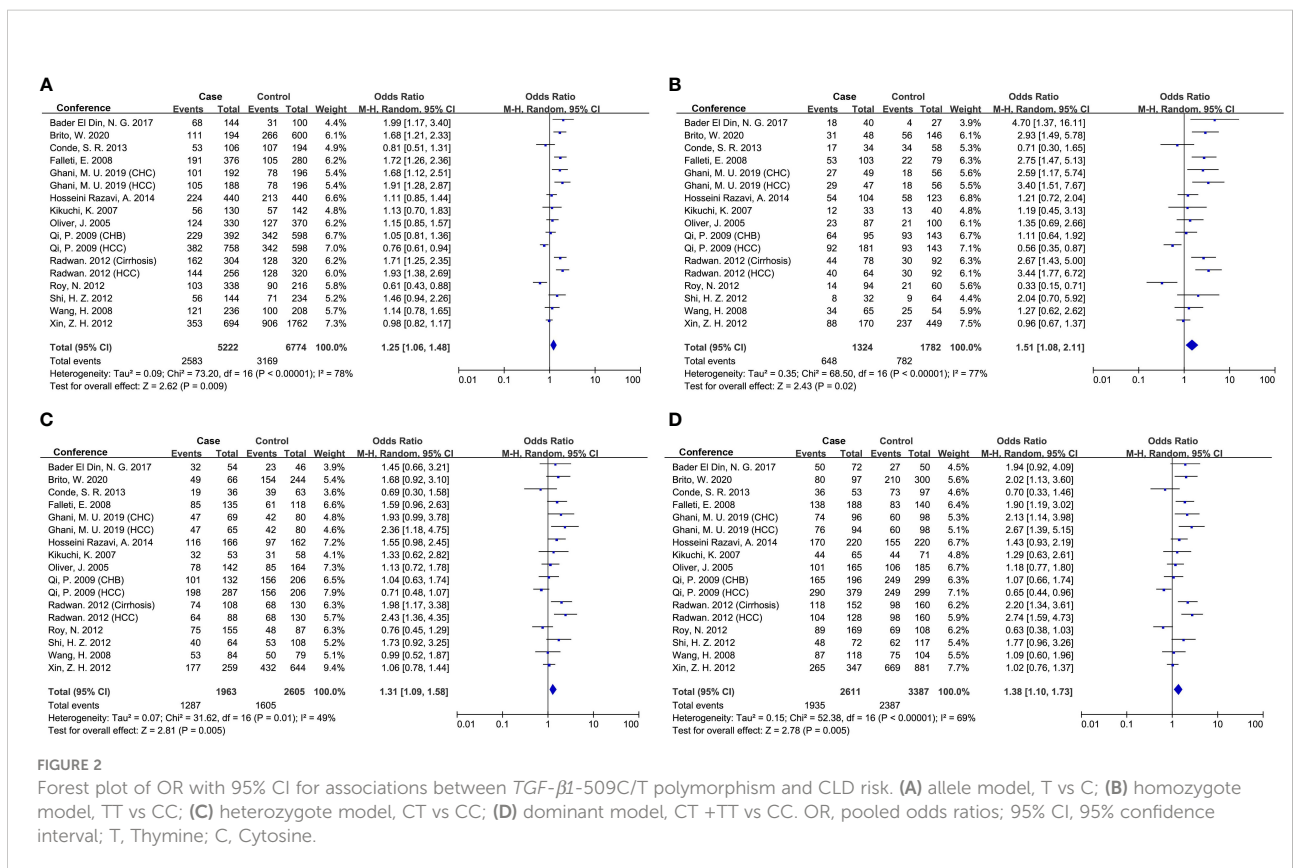 A
Case Control Odds Ratio Odds Ratio
Conference Events Total Events Total Weight M-H. Random, 95% CI M-H. Random, 95% CI
Bader El Din, N. G. 2017 68 144 31 100 4.4% 1.99 [1.17, 3.40]
Brito, W. 2020 111 194 266 600 6.1% 1.68 [1.21, 2.33]
Conde, S. R. 2013 53 106 107 194 4.9% 0.81 [0.51, 1.31]
Falleti, E. 2008 191 376 105 280 6.2% 1.72 [1.26, 2.36]
Ghani, M. U. 2019 (CHC) 101 192 78 196 5.4% 1.68 [1.12, 2.51]
Ghani, M. U. 2019 (HCC) 105 188 78 196 5.4% 1.91 [1.28, 2.87]
Hosseini Razavi, A. 2014 224 440 213 440 6.7% 1.11 [0.85, 1.44]
Kikuchi, K. 2007 56 130 57 142 4.8% 1.13 [0.70, 1.83]
Oliver, J. 2005 124 330 127 370 6.3% 1.15 [0.85, 1.57]
Qi, P. 2009 (CHB) 229 392 342 598 6.7% 1.05 [0.81, 1.36]
Qi, P. 2009 (HCC) 382 758 342 598 7.1% 0.76 [0.61, 0.94]
Radwan. 2012 (Cirrhosis) 162 304 128 320 6.2% 1.71 [1.25, 2.35]
Radwan. 2012 (HCC) 144 256 128 320 6.0% 1.93 [1.38, 2.69]
Roy, N. 2012 103 338 90 216 5.8% 0.61 [0.43, 0.88]
Shi, H. Z. 2012 56 144 71 234 5.1% 1.46 [0.94, 2.26]
Wang, H. 2008 121 236 100 208 5.7% 1.14 [0.78, 1.65]
Xin, Z. H. 2012 353 694 906 1762 7.3% 0.98 [0.82, 1.17]
Total (95% CI) 5222 6774 100.0% 1.25 [1.06, 1.48]
Total events 2583 3169
Heterogeneity: Tau² = 0.09; Chi² = 73.20, df = 16 (P < 0.00001); I² = 78%
Test for overall effect: Z = 2.62 (P = 0.009)
0.01 0.1 1 10 100
B
Case Control Odds Ratio Odds Ratio
Conference Events Total Events Total Weight M-H. Random, 95% CI M-H. Random, 95% CI
Bader El Din, N. G. 2017 18 40 4 27 3.9% 4.70 [1.37, 16.11]
Brito, W. 2020 31 48 56 146 6.1% 2.93 [1.49, 5.78]
Conde, S. R. 2013 17 34 34 58 5.4% 0.71 [0.30, 1.65]
Falleti, E. 2008 53 103 22 79 6.3% 2.75 [1.47, 5.13]
Ghani, M. U. 2019 (CHC) 27 49 18 56 5.6% 2.59 [1.17, 5.74]
Ghani, M. U. 2019 (HCC) 29 47 18 56 5.5% 3.40 [1.51, 7.67]
Hosseini Razavi, A. 2014 54 104 58 123 6.8% 1.21 [0.72, 2.04]
Kikuchi, K. 2007 12 33 13 40 4.9% 1.19 [0.45, 3.13]
Oliver, J. 2005 23 87 21 100 6.1% 1.35 [0.69, 2.66]
Qi, P. 2009 (CHB) 64 95 93 143 6.7% 1.11 [0.64, 1.92]
Qi, P. 2009 (HCC) 92 181 93 143 7.1% 0.56 [0.35, 0.87]
Radwan. 2012 (Cirrhosis) 44 78 30 92 6.3% 2.67 [1.43, 5.00]
Radwan. 2012 (HCC) 40 64 30 92 6.2% 3.44 [1.77, 6.72]
Roy, N. 2012 14 94 21 60 5.7% 0.33 [0.15, 0.71]
Shi, H. Z. 2012 8 32 9 64 4.5% 2.04 [0.70, 5.92]
Wang, H. 2008 34 65 25 54 5.9% 1.27 [0.62, 2.62]
Xin, Z. H. 2012 88 170 237 449 7.5% 0.96 [0.67, 1.37]
Total (95% CI) 1324 1782 100.0% 1.51 [1.08, 2.11]
Total events 648 782
Heterogeneity: Tau² = 0.35; Chi² = 68.50, df = 16 (P < 0.00001); I² = 77%
Test for overall effect: Z = 2.43 (P = 0.02)
0.01 0.1 1 10 100
C
Case Control Odds Ratio Odds Ratio
Conference Events Total Events Total Weight M-H. Random, 95% CI M-H. Random, 95% CI
Bader El Din, N. G. 2017 32 54 23 46 3.9% 1.45 [0.66, 3.21]
Brito, W. 2020 49 66 154 244 5.4% 1.68 [0.92, 3.10]
Conde, S. R. 2013 19 36 39 63 3.7% 0.69 [0.30, 1.58]
Falleti, E. 2008 85 135 61 118 6.6% 1.59 [0.96, 2.63]
Ghani, M. U. 2019 (CHC) 47 69 42 80 4.8% 1.93 [0.99, 3.78]
Ghani, M. U. 2019 (HCC) 47 65 42 80 4.7% 2.36 [1.18, 4.75]
Hosseini Razavi, A. 2014 116 166 97 162 7.1% 1.55 [0.98, 2.45]
Kikuchi, K. 2007 32 53 31 58 4.2% 1.33 [0.62, 2.82]
Oliver, J. 2005 78 142 85 164 7.2% 1.13 [0.72, 1.78]
Qi, P. 2009 (CHB) 101 132 156 206 6.5% 1.04 [0.63, 1.74]
Qi, P. 2009 (HCC) 198 287 156 206 7.9% 0.71 [0.48, 1.07]
Radwan. 2012 (Cirrhosis) 74 108 68 130 6.3% 1.98 [1.17, 3.38]
Radwan. 2012 (HCC) 64 88 68 130 5.7% 2.43 [1.36, 4.35]
Roy, N. 2012 75 155 48 87 6.4% 0.76 [0.45, 1.29]
Shi, H. Z. 2012 40 64 53 108 5.2% 1.73 [0.92, 3.25]
Wang, H. 2008 53 84 50 79 5.2% 0.99 [0.52, 1.87]
Xin, Z. H. 2012 177 259 432 644 9.4% 1.06 [0.78, 1.44]
Total (95% CI) 1963 2605 100.0% 1.31 [1.09, 1.58]
Total events 1287 1605
Heterogeneity: Tau² = 0.07; Chi² = 31.62, df = 16 (P = 0.01); I² = 49%
Test for overall effect: Z = 2.81 (P = 0.005)
0.01 0.1 1 10 100
D
Case Control Odds Ratio Odds Ratio
Conference Events Total Events Total Weight M-H. Random, 95% CI M-H. Random, 95% CI
Bader El Din, N. G. 2017 50 72 27 50 4.5% 1.94 [0.92, 4.09]
Brito, W. 2020 80 97 210 300 5.6% 2.02 [1.13, 3.60]
Conde, S. R. 2013 36 53 73 97 4.6% 0.70 [0.33, 1.46]
Falleti, E. 2008 138 188 83 140 6.4% 1.90 [1.19, 3.02]
Ghani, M. U. 2019 (CHC) 74 96 60 98 5.3% 2.13 [1.14, 3.98]
Ghani, M. U. 2019 (HCC) 76 94 60 98 5.1% 2.67 [1.39, 5.15]
Hosseini Razavi, A. 2014 170 220 155 220 6.7% 1.43 [0.93, 2.19]
Kikuchi, K. 2007 44 65 44 71 4.7% 1.29 [0.63, 2.61]
Oliver, J. 2005 101 165 106 185 6.7% 1.18 [0.77, 1.80]
Qi, P. 2009 (CHB) 165 196 249 299 6.3% 1.07 [0.66, 1.74]
Qi, P. 2009 (HCC) 290 379 249 299 7.0% 0.65 [0.44, 0.96]
Radwan. 2012 (Cirrhosis) 118 152 98 160 6.2% 2.20 [1.34, 3.61]
Radwan. 2012 (HCC) 104 128 98 160 5.9% 2.74 [1.59, 4.73]
Roy, N. 2012 89 169 69 108 6.1% 0.63 [0.38, 1.03]
Shi, H. Z. 2012 48 72 62 117 5.3% 1.77 [0.96, 3.26]
Wang, H. 2008 87 118 75 104 5.5% 1.09 [0.60, 1.96]
Xin, Z. H. 2012 265 347 669 881 7.9% 1.02 [0.76, 1.37]
Total (95% CI) 2611 3387 100.0% 1.38 [1.10, 1.73]
Total events 1935 2387
Heterogeneity: Tau² = 0.15; Chi² = 52.38, df = 16 (P < 0.00001); I² = 69%
Test for overall effect: Z = 2.78 (P = 0.005)
0.01 0.1 1 10 100
FIGURE 2
Forest plot of OR with 95% CI for associations between TGF-β1-509C/T polymorphism and CLD risk. (A) allele model, T vs C; (B) homozygote
model, TT vs CC; (C) heterozygote model, CT vs CC; (D) dominant model, CT +TT vs CC. OR, pooled odds ratios; 95% CI, 95% confidence
interval; T, Thymine; C, Cytosine.